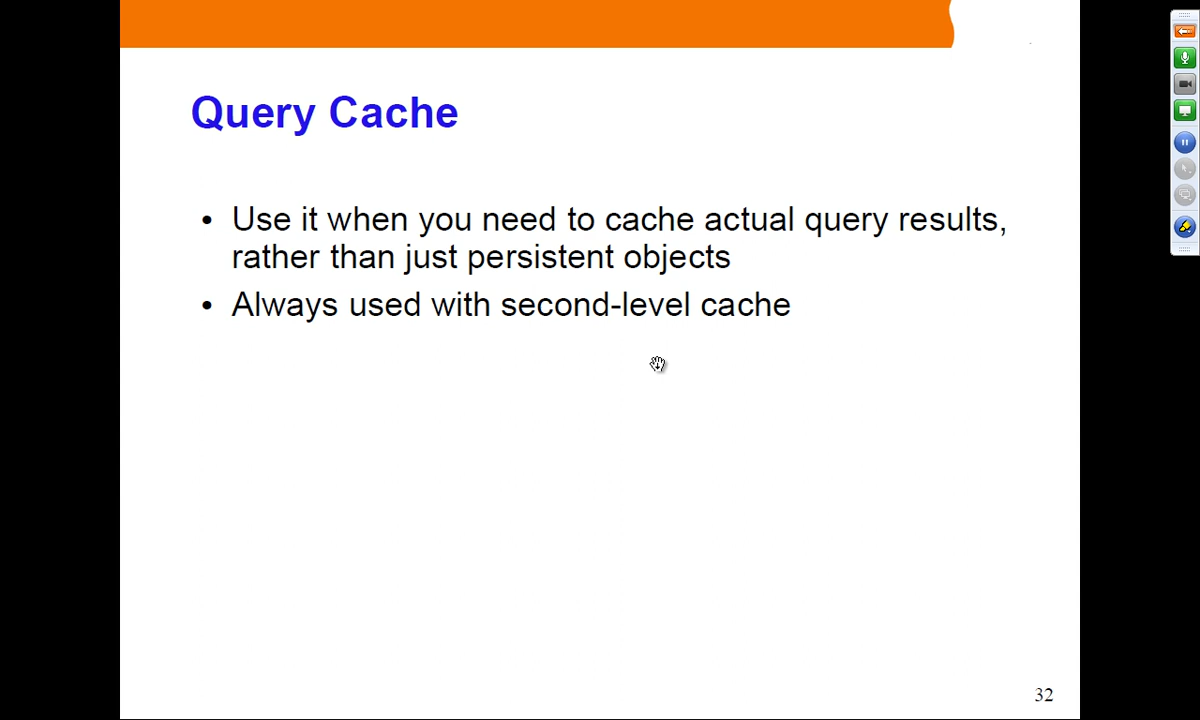 Query Cache
• Use it when you need to cache actual query results,
rather than just persistent objects
• Always used with second-level cache
32